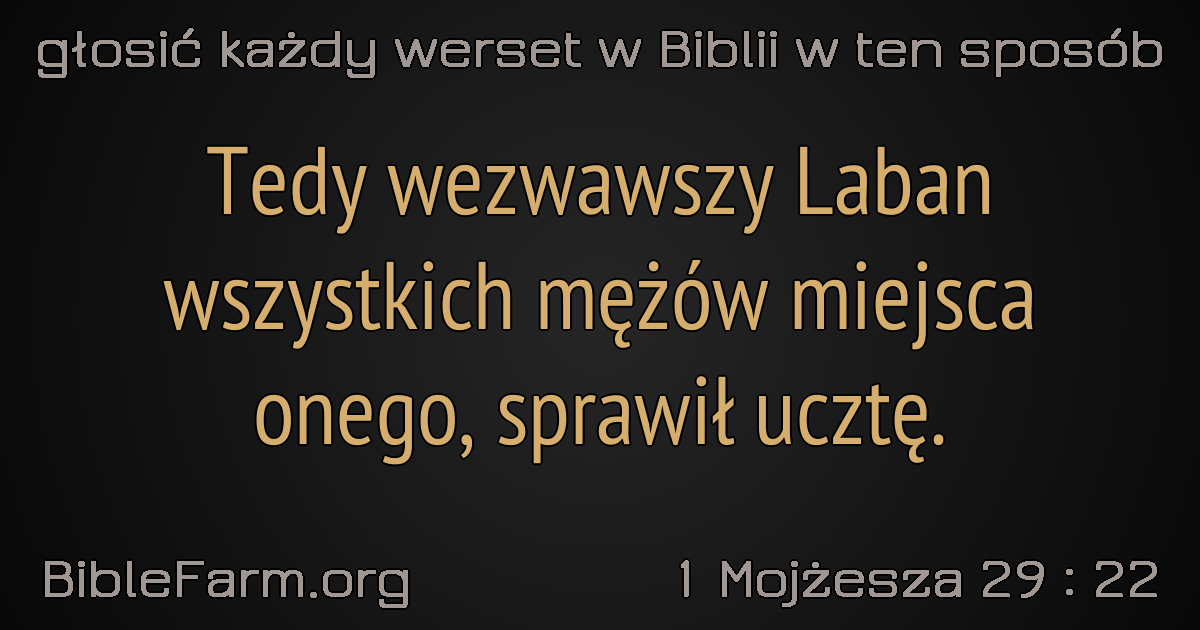 głosić każdy werset w Biblii w ten sposób
Tedy wezwawszy Laban
wszystkich mężów miejsca
onego, sprawił ucztę.
BibleFarm.org
1 Mojżesza 29 : 22